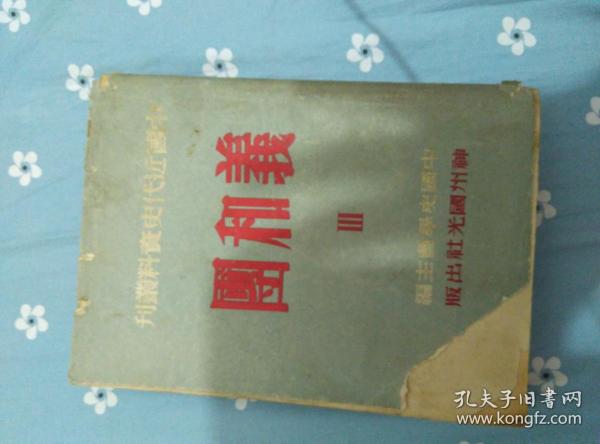 中國近代史資料叢刊
義和團
III
中國史學會主編
神州國光社出版
孔夫子旧书网
www.kongfz.com